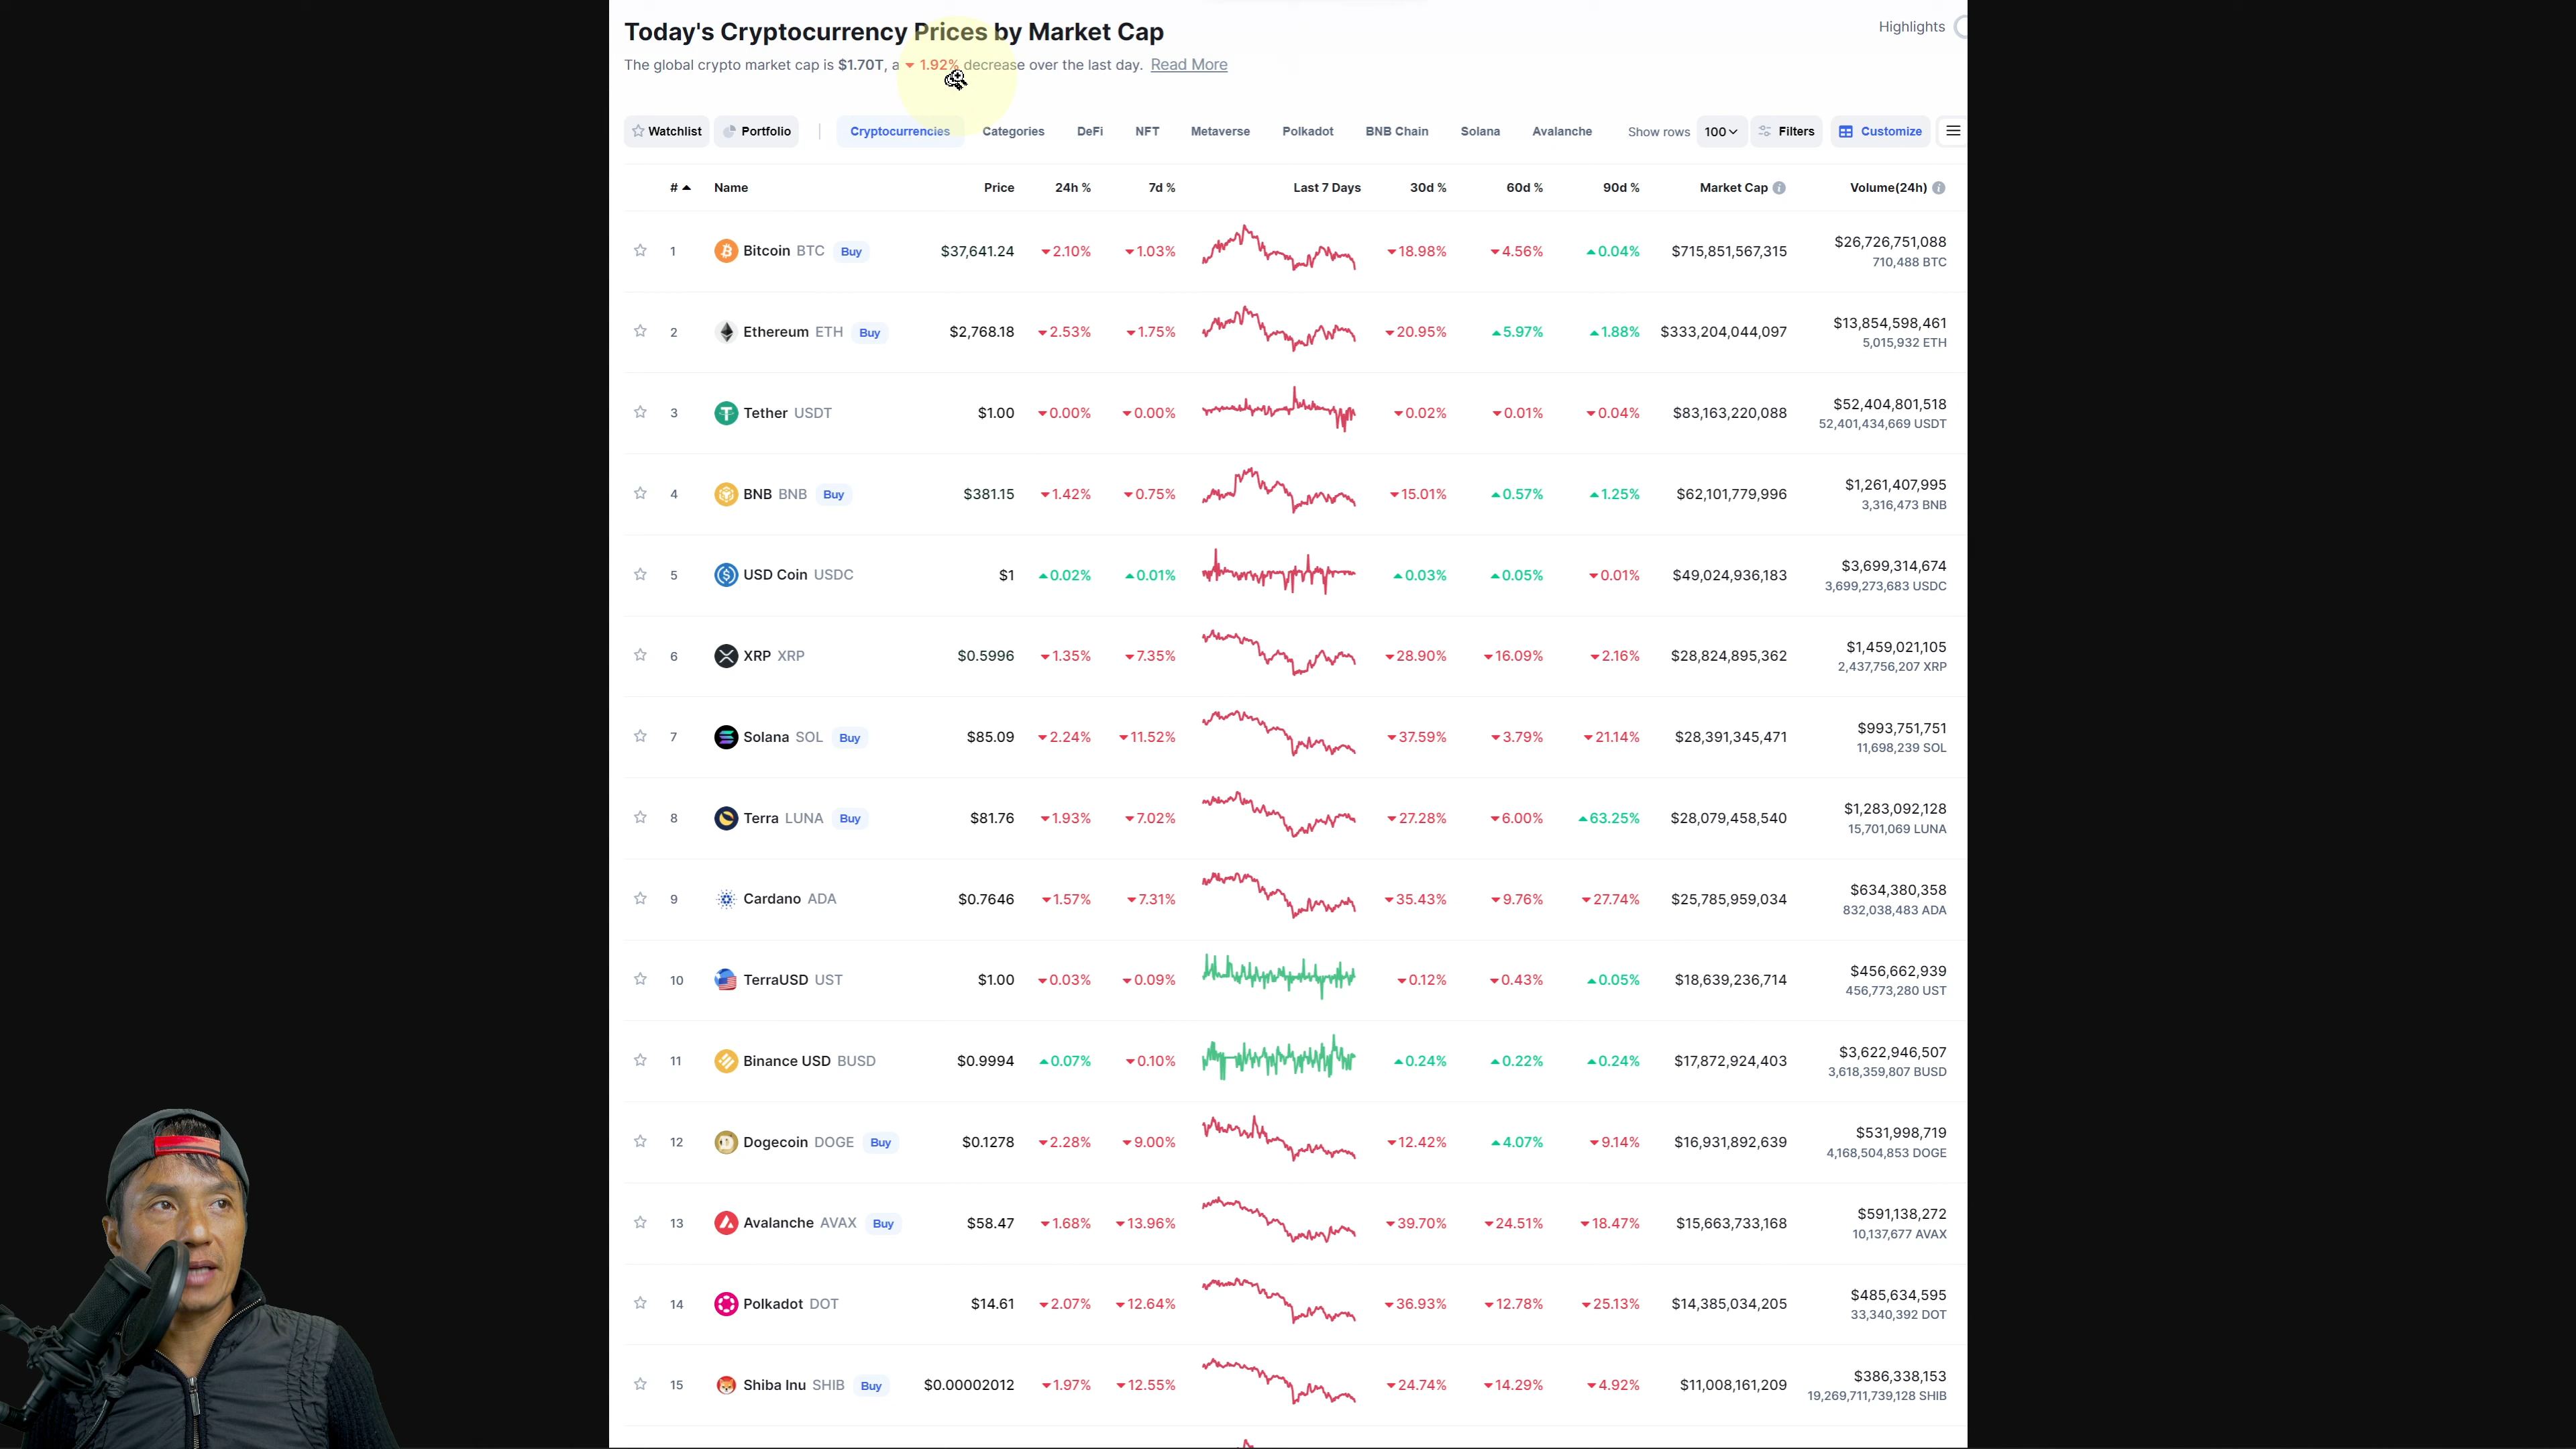 Today's Cryptocurrency Prices by Market Cap
Highlights
The global crypto market cap is $1.70T, a 1.92% decrease over the last day. Read More
Watchlist Portfolio Cryptocurrencies Categories DeFi NFT Metaverse Polkadot BNB Chain Solana Avalanche Show rows 100 Filters Customize
# Name Price 24h % 7d % Last 7 Days 30d % 60d % 90d % Market Cap Volume(24h)
1 Bitcoin BTC Buy $37,641.24 2.10% 1.03% 18.98% 4.56% 0.04% $715,851,567,315 $26,726,751,088
710,488 BTC
2 Ethereum ETH Buy $2,768.18 2.53% 1.75% 20.95% 5.97% 1.88% $333,204,044,097 $13,854,598,461
5,015,932 ETH
3 Tether USDT $1.00 0.00% 0.00% 0.02% 0.01% 0.04% $83,163,220,088 $52,404,801,518
52,401,434,669 USDT
4 BNB BNB Buy $381.15 1.42% 0.75% 15.01% 0.57% 1.25% $62,101,779,996 $1,261,407,995
3,316,473 BNB
5 USD Coin USDC $1 0.02% 0.01% 0.03% 0.05% 0.01% $49,024,936,183 $3,699,314,674
3,699,273,683 USDC
6 XRP XRP $0.5996 1.35% 7.35% 28.90% 16.09% 2.16% $28,824,895,362 $1,459,021,105
2,437,756,207 XRP
7 Solana SOL Buy $85.09 2.24% 11.52% 37.59% 3.79% 21.14% $28,391,345,471 $993,751,751
11,698,239 SOL
8 Terra LUNA Buy $81.76 1.93% 7.02% 27.28% 6.00% 63.25% $28,079,458,540 $1,283,092,128
15,701,069 LUNA
9 Cardano ADA $0.7646 1.57% 7.31% 35.43% 9.76% 27.74% $25,785,959,034 $634,380,358
832,038,483 ADA
10 TerraUSD UST $1.00 0.03% 0.09% 0.12% 0.43% 0.05% $18,639,236,714 $456,662,939
456,773,280 UST
11 Binance USD BUSD $0.9994 0.07% 0.10% 0.24% 0.22% 0.24% $17,872,924,403 $3,622,946,507
3,618,359,807 BUSD
12 Dogecoin DOGE Buy $0.1278 2.28% 9.00% 12.42% 4.07% 9.14% $16,931,892,639 $531,998,719
4,168,504,853 DOGE
13 Avalanche AVAX Buy $58.47 1.68% 13.96% 39.70% 24.51% 18.47% $15,663,733,168 $591,138,272
10,137,677 AVAX
14 Polkadot DOT $14.61 2.07% 12.64% 36.93% 12.78% 25.13% $14,385,034,205 $485,634,595
33,340,392 DOT
15 Shiba Inu SHIB Buy $0.00002012 1.97% 12.55% 24.74% 14.29% 4.92% $11,008,161,209 $386,338,153
19,269,711,739,128 SHIB